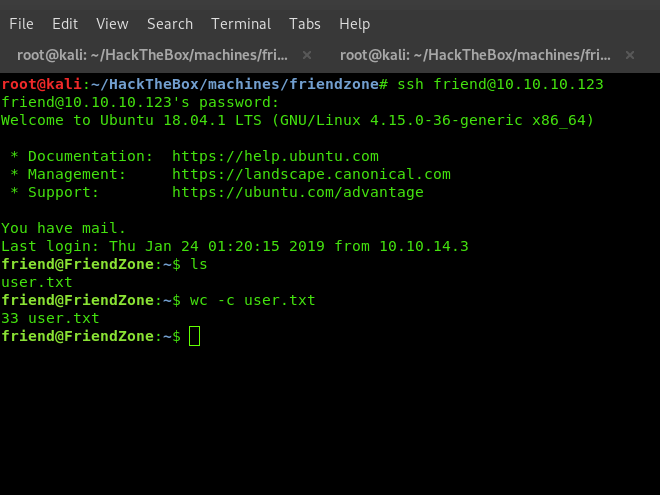 File Edit View Search Terminal Tabs Help
root@kali: ~/HackTheBox/machines/fri... × root@kali: ~/HackTheBox/machines/fri... ×
root@kali:~/HackTheBox/machines/friendzone# ssh friend@10.10.10.123
friend@10.10.10.123's password:
Welcome to Ubuntu 18.04.1 LTS (GNU/Linux 4.15.0-36-generic x86_64)
* Documentation:  https://help.ubuntu.com
* Management:     https://landscape.canonical.com
* Support:        https://ubuntu.com/advantage
You have mail.
Last login: Thu Jan 24 01:20:15 2019 from 10.10.14.3
friend@FriendZone:~$ ls
user.txt
friend@FriendZone:~$ wc -c user.txt
33 user.txt
friend@FriendZone:~$